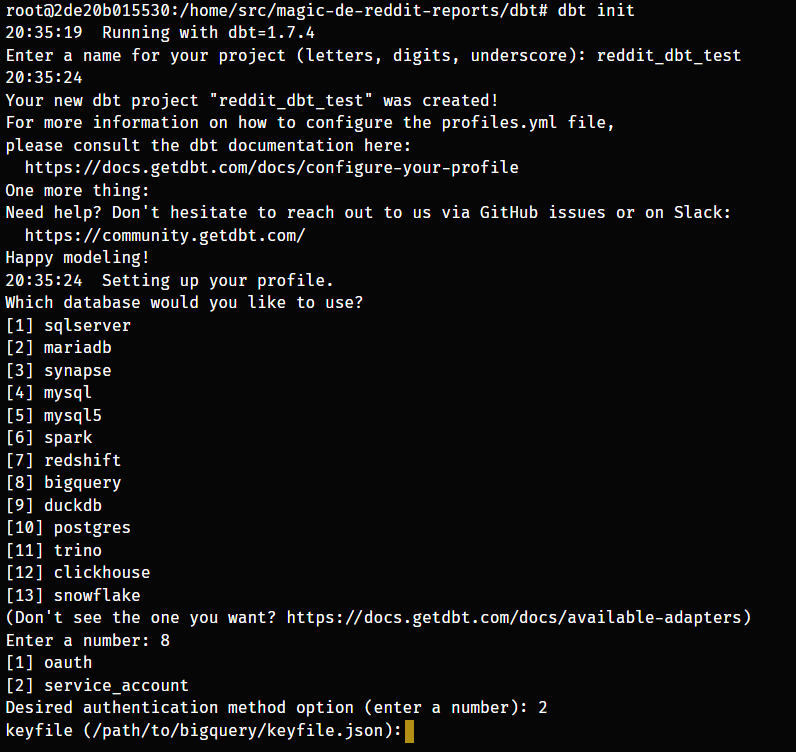 root@2de20b015530:/home/src/magic-de-reddit-reports/dbt# dbt init
20:35:19  Running with dbt=1.7.4
Enter a name for your project (letters, digits, underscore): reddit_dbt_test
20:35:24
Your new dbt project "reddit_dbt_test" was created!
For more information on how to configure the profiles.yml file,
please consult the dbt documentation here:
  https://docs.getdbt.com/docs/configure-your-profile
One more thing:
Need help? Don't hesitate to reach out to us via GitHub issues or on Slack:
  https://community.getdbt.com/
Happy modeling!
20:35:24  Setting up your profile.
Which database would you like to use?
[1] sqlserver
[2] mariadb
[3] synapse
[4] mysql
[5] mysql5
[6] spark
[7] redshift
[8] bigquery
[9] duckdb
[10] postgres
[11] trino
[12] clickhouse
[13] snowflake
(Don't see the one you want? https://docs.getdbt.com/docs/available-adapters)
Enter a number: 8
[1] oauth
[2] service_account
Desired authentication method option (enter a number): 2
keyfile (/path/to/bigquery/keyfile.json):